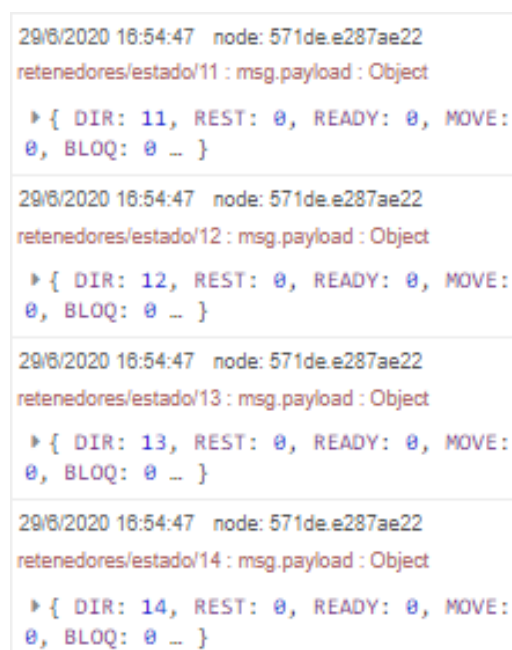 29/6/2020 16:54:47 node: 571de.e287ae22
retenedores/estado/11 : msg.payload : Object
▶{ DIR: 11, REST: 0, READY: 0, MOVE:
0, BLOQ: 0 … }
29/6/2020 16:54:47 node: 571de.e287ae22
retenedores/estado/12 : msg.payload : Object
▶{ DIR: 12, REST: 0, READY: 0, MOVE:
0, BLOQ: 0 … }
29/6/2020 16:54:47 node: 571de.e287ae22
retenedores/estado/13 : msg.payload : Object
▶{ DIR: 13, REST: 0, READY: 0, MOVE:
0, BLOQ: 0 … }
29/6/2020 16:54:47 node: 571de.e287ae22
retenedores/estado/14 : msg.payload : Object
▶{ DIR: 14, REST: 0, READY: 0, MOVE:
0, BLOQ: 0 … }